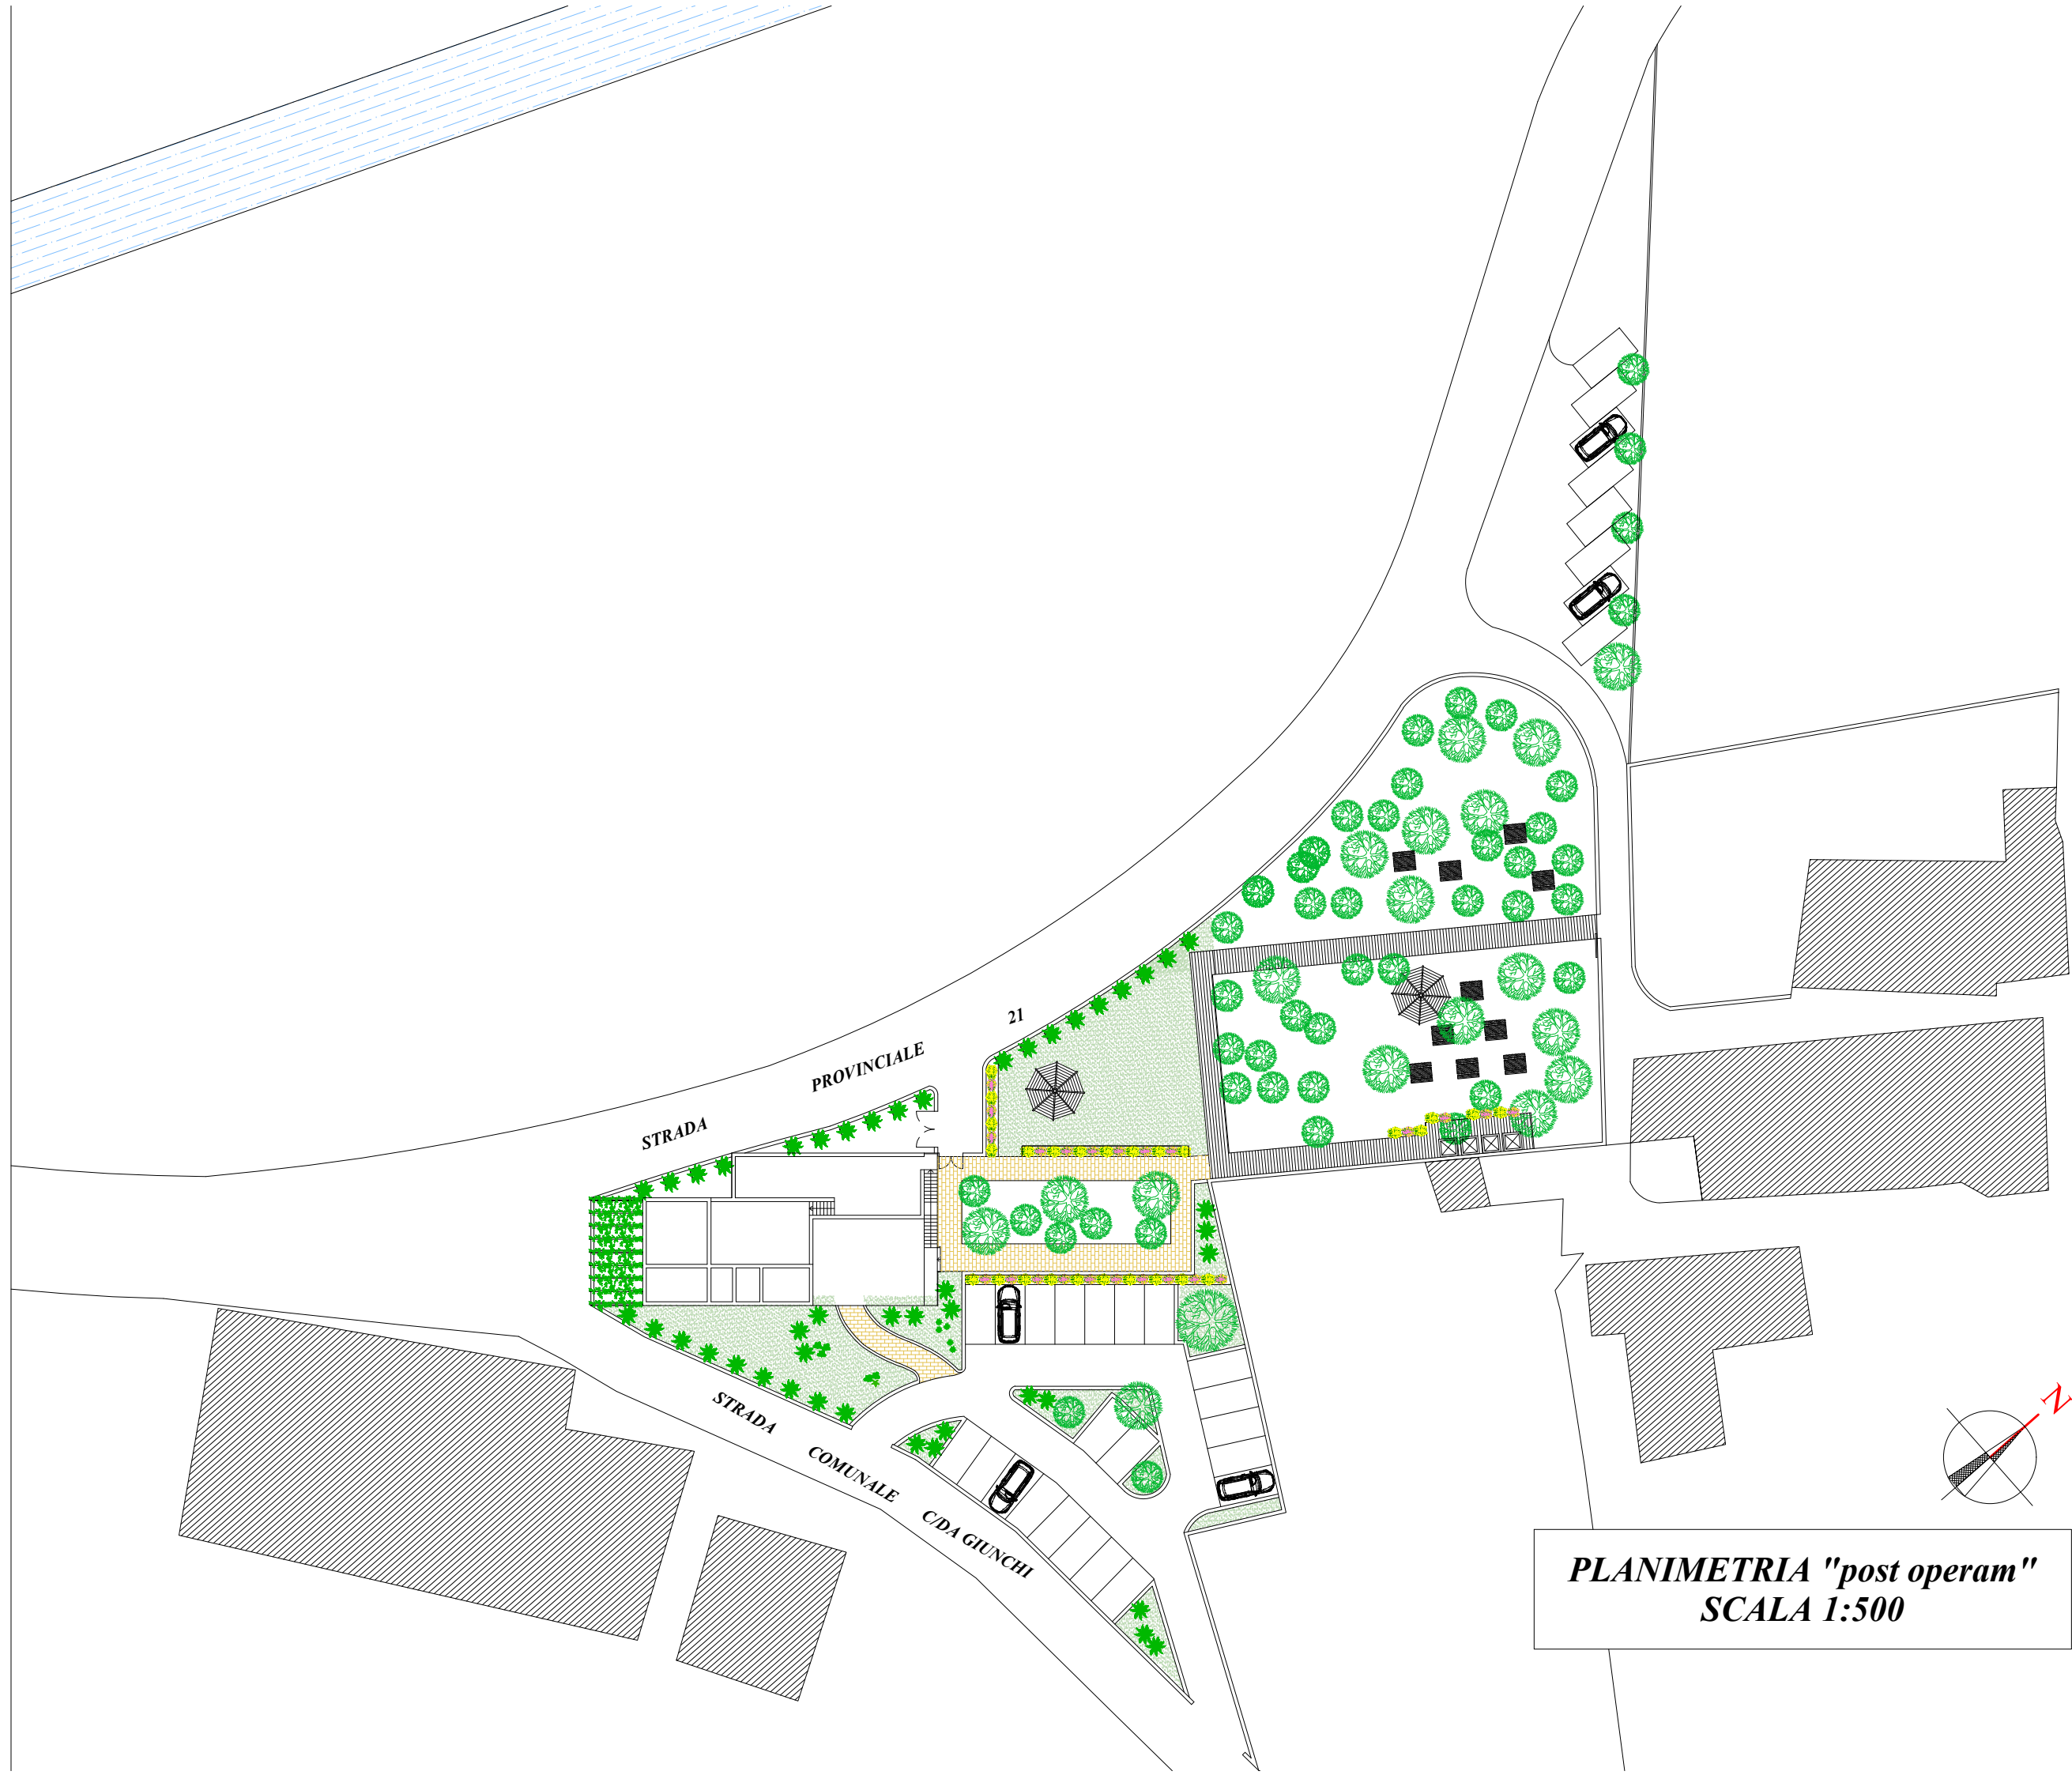 STRADA PROVINCIALE 21
STRADA COMUNALE C/DA GIUNCHI
N
PLANIMETRIA "post operam"
SCALA 1:500